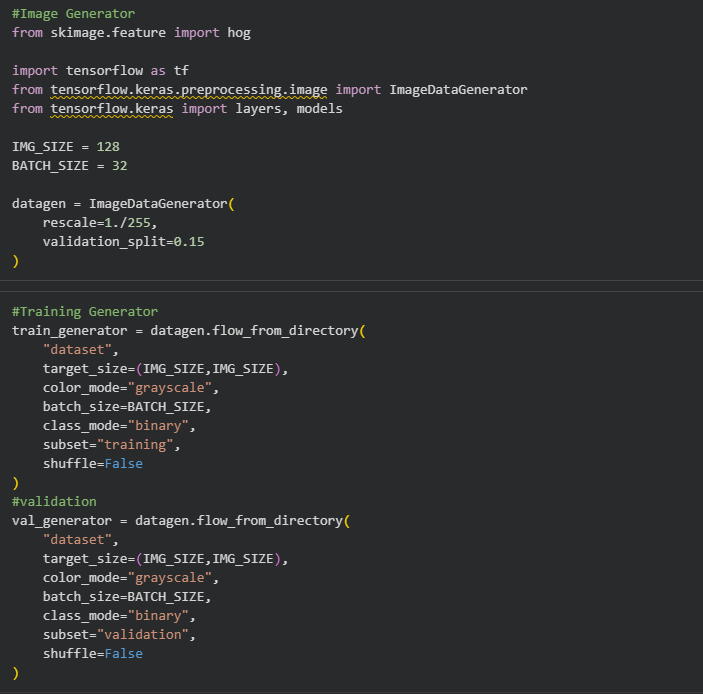 #Image Generator
from skimage.feature import hog
import tensorflow as tf
from tensorflow.keras.preprocessing.image import ImageDataGenerator
from tensorflow.keras import layers, models
IMG_SIZE = 128
BATCH_SIZE = 32
datagen = ImageDataGenerator(
    rescale=1./255,
    validation_split=0.15
)
#Training Generator
train_generator = datagen.flow_from_directory(
    "dataset",
    target_size=(IMG_SIZE,IMG_SIZE),
    color_mode="grayscale",
    batch_size=BATCH_SIZE,
    class_mode="binary",
    subset="training",
    shuffle=False
)
#validation
val_generator = datagen.flow_from_directory(
    "dataset",
    target_size=(IMG_SIZE,IMG_SIZE),
    color_mode="grayscale",
    batch_size=BATCH_SIZE,
    class_mode="binary",
    subset="validation",
    shuffle=False
)